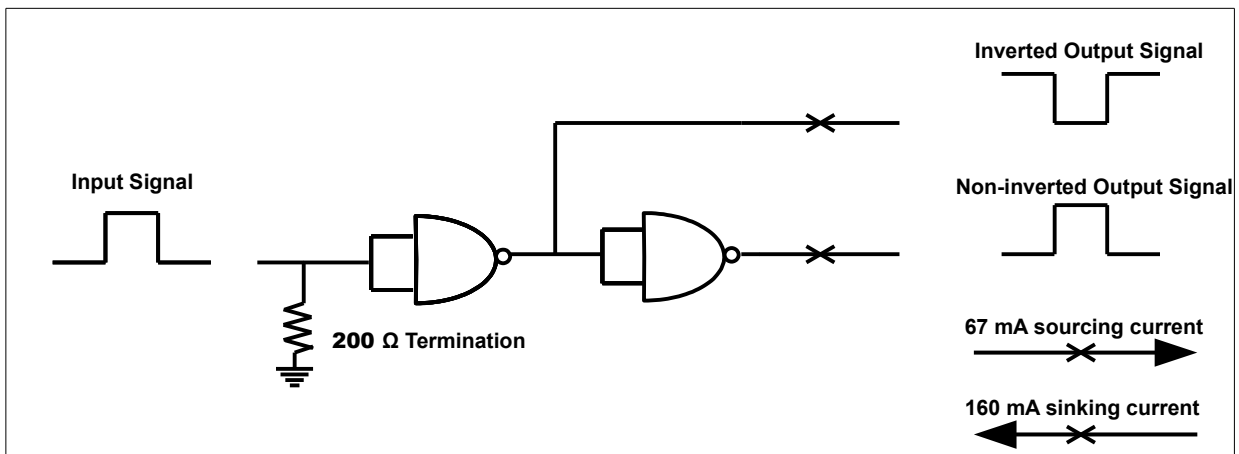 Inverted Output Signal
Input Signal
Non-inverted Output Signal
200 Ω Termination
67 mA sourcing current
160 mA sinking current